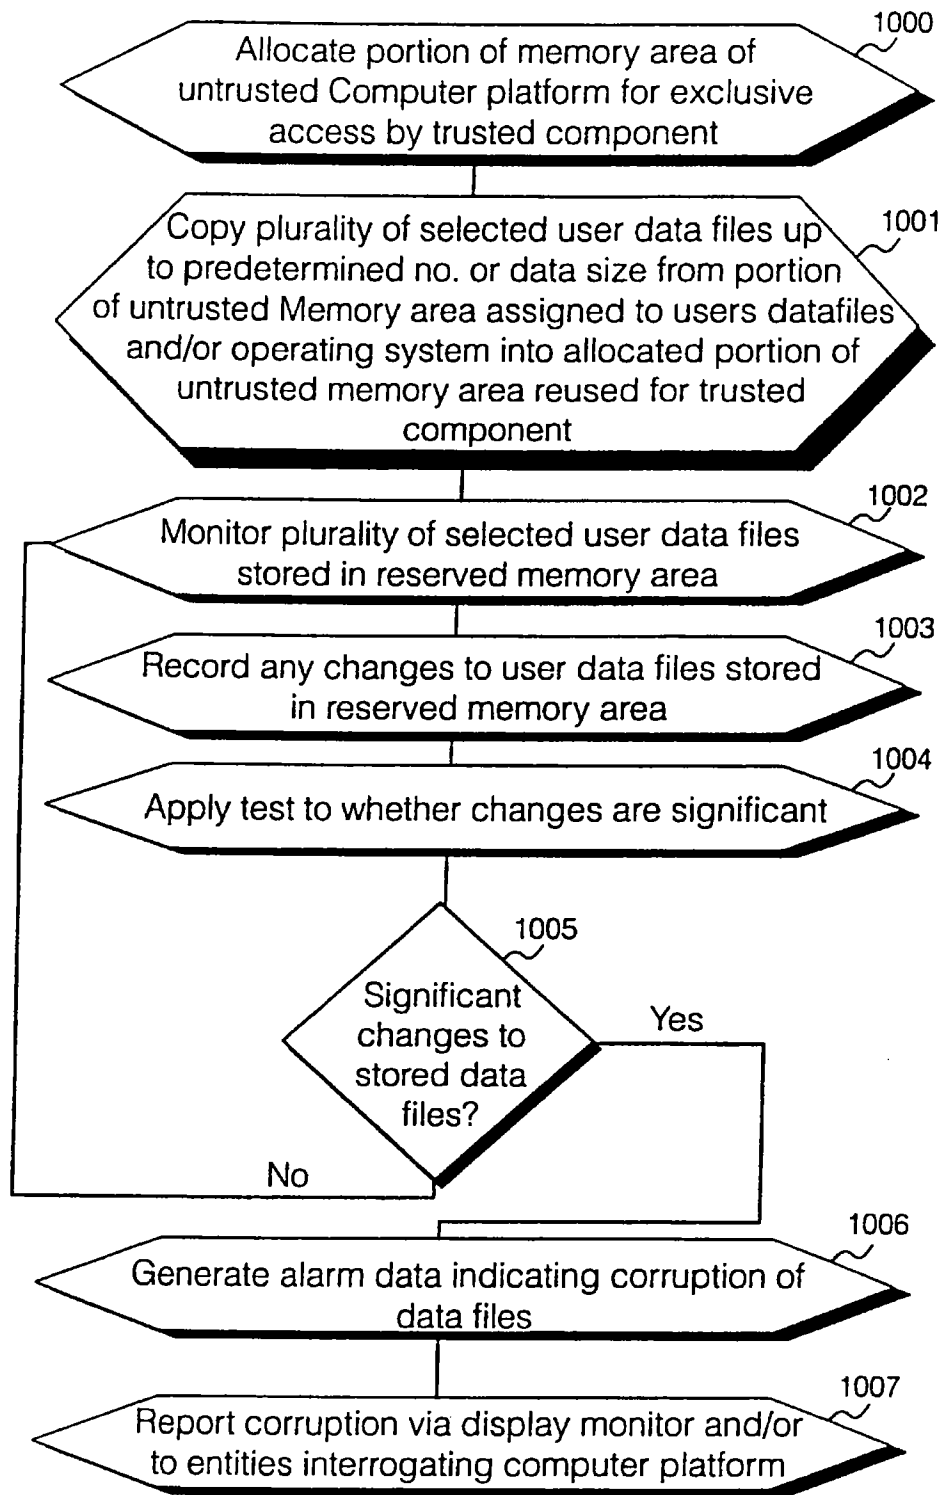 1000
Allocate portion of memory area of
untrusted Computer platform for exclusive
access by trusted component
1001
Copy plurality of selected user data files up
to predetermined no. or data size from portion
of untrusted Memory area assigned to users datafiles
and/or operating system into allocated portion of
untrusted memory area reused for trusted
component
1002
Monitor plurality of selected user data files
stored in reserved memory area
1003
Record any changes to user data files stored
in reserved memory area
1004
Apply test to whether changes are significant
1005
Significant
changes to
stored data
files?
Yes
No
1006
Generate alarm data indicating corruption of
data files
1007
Report corruption via display monitor and/or
to entities interrogating computer platform